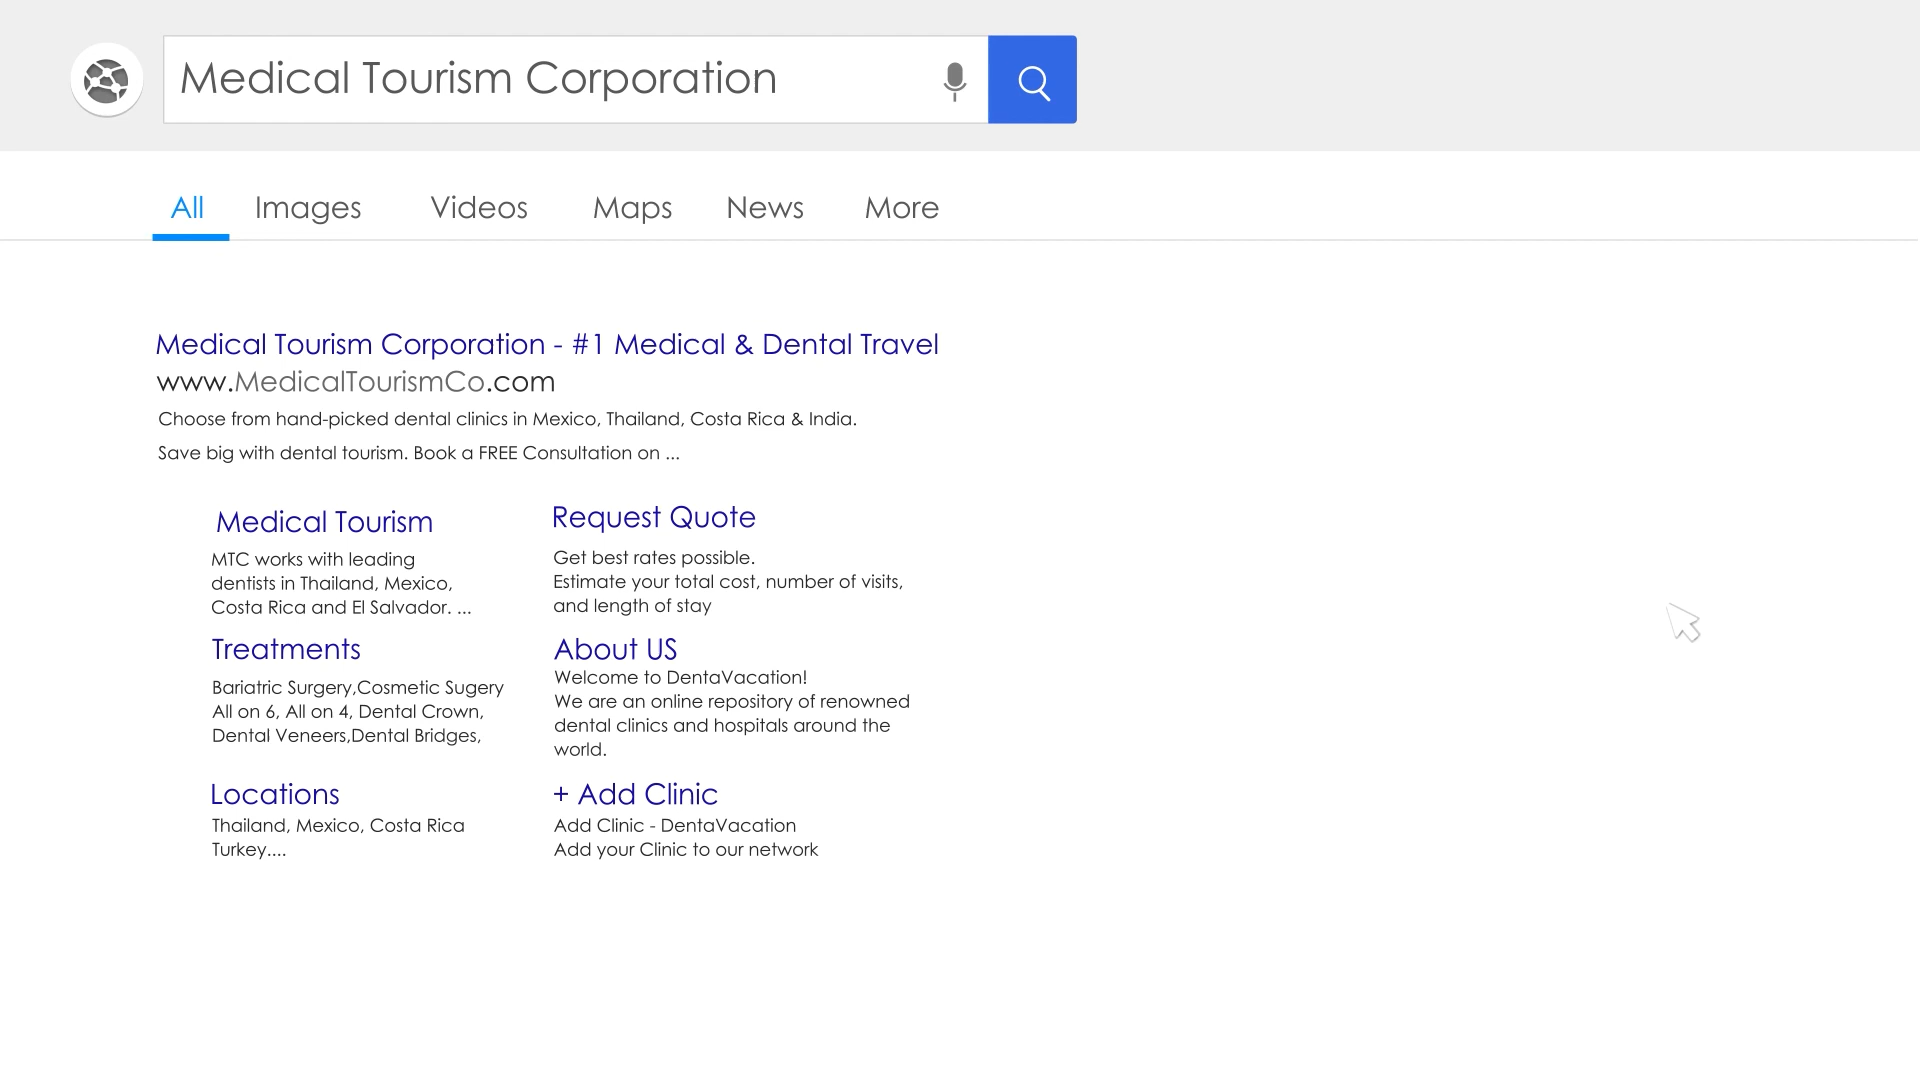 Medical Tourism Corporation
All Images Videos Maps News More
Medical Tourism Corporation - #1 Medical & Dental Travel
www.MedicalTourismCo.com
Choose from hand-picked dental clinics in Mexico, Thailand, Costa Rica & India.
Save big with dental tourism. Book a FREE Consultation on ...
Medical Tourism
MTC works with leading
dentists in Thailand, Mexico,
Costa Rica and El Salvador. ...
Request Quote
Get best rates possible.
Estimate your total cost, number of visits,
and length of stay
Treatments
Bariatric Surgery,Cosmetic Sugery
All on 6, All on 4, Dental Crown,
Dental Veneers,Dental Bridges,
About US
Welcome to DentaVacation!
We are an online repository of renowned
dental clinics and hospitals around the
world.
Locations
Thailand, Mexico, Costa Rica
Turkey....
+ Add Clinic
Add Clinic - DentaVacation
Add your Clinic to our network